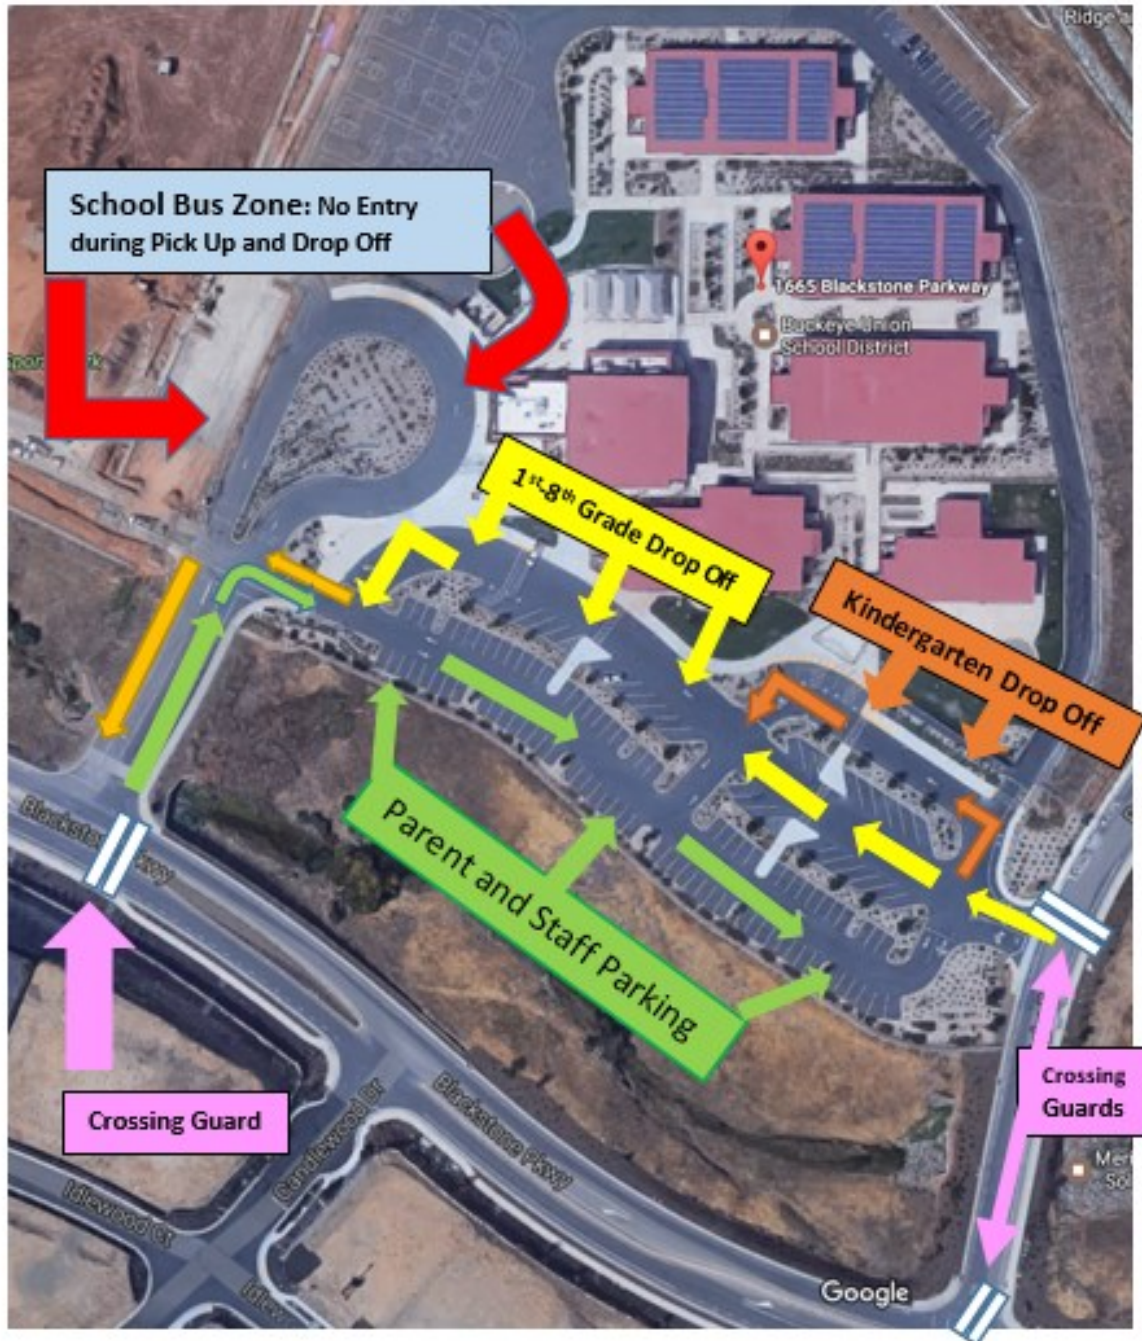 Ridge a
School Bus Zone: No Entry
during Pick Up and Drop Off
1665 Blackstone Parkway
Buckeye Union
School District
1st-8th Grade Drop Off
Kindergarten Drop Off
Parent and Staff Parking
Crossing Guard
Crossing
Guards
Blackstone Pkwy
Candlewood Dr
Idlewood Ct
Idlew
Google